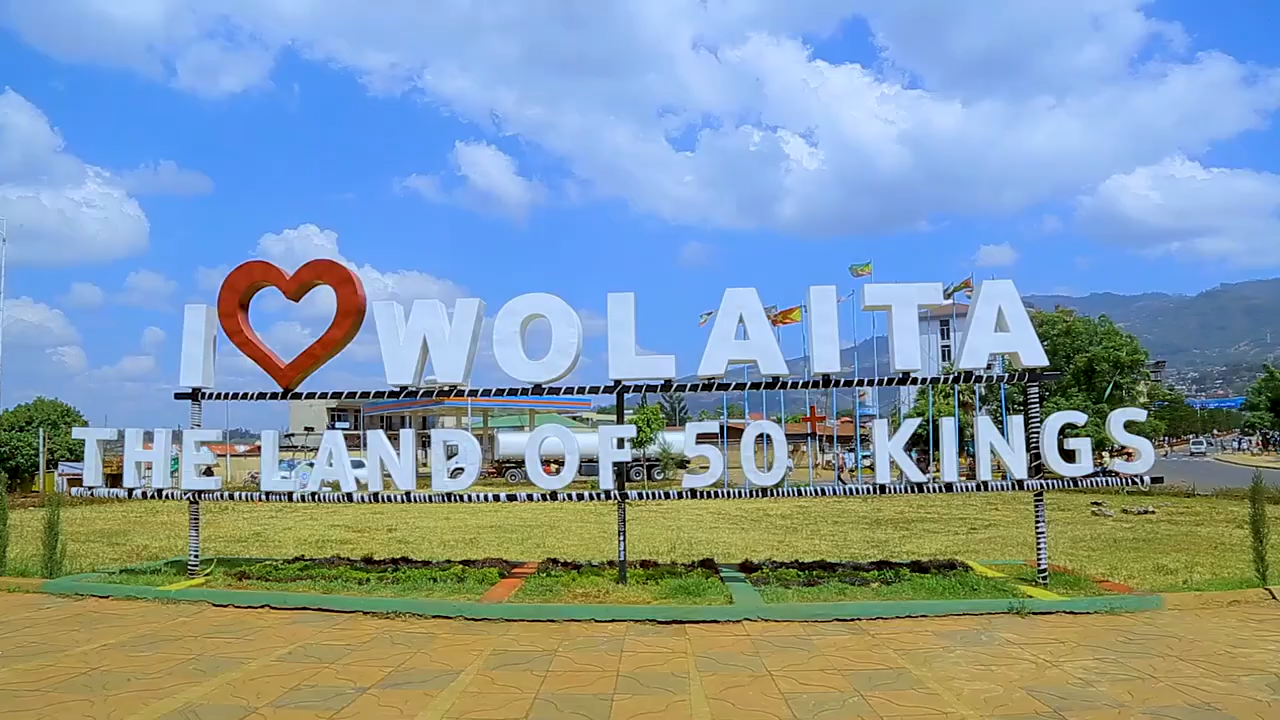 I ❤ WOLAITA
THE LAND OF 50 KINGS